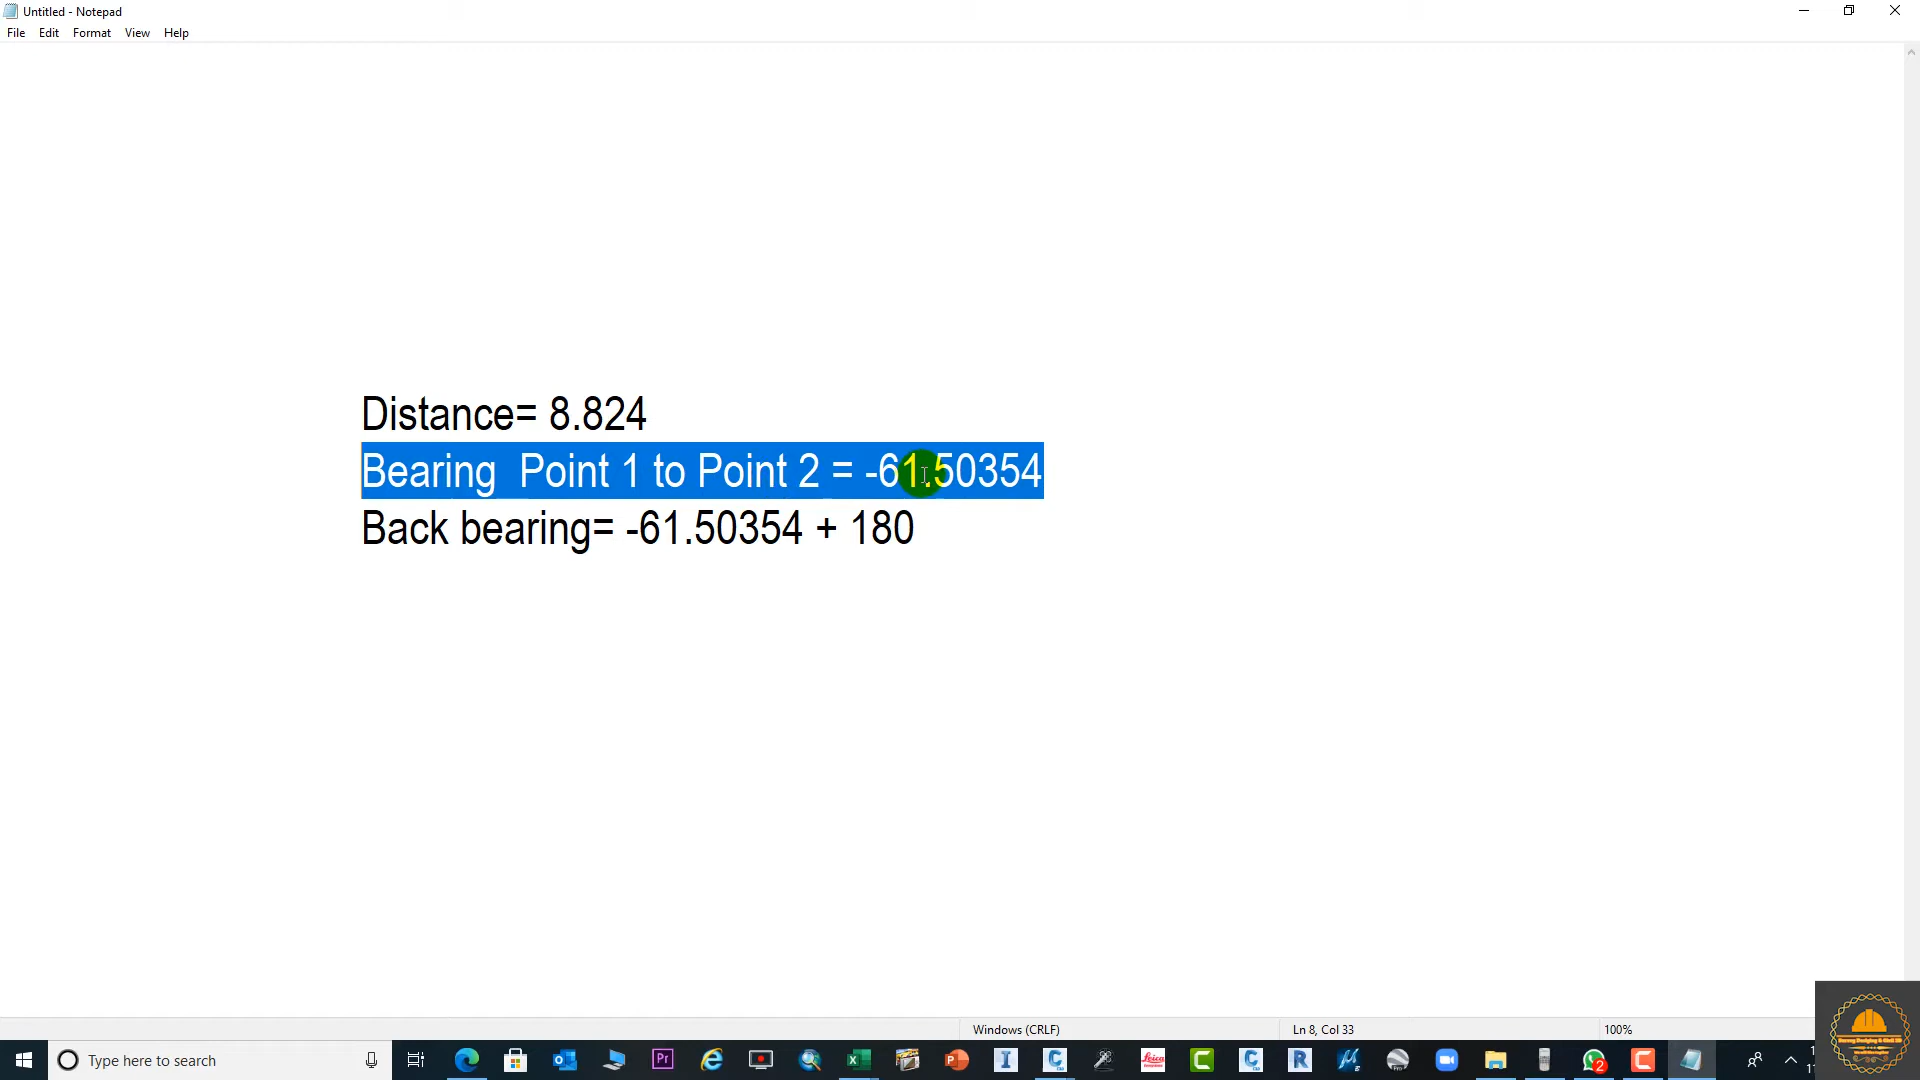 Untitled - Notepad
File Edit Format View Help
Distance= 8.824
Bearing  Point 1 to Point 2 = -61.50354
Back bearing= -61.50354 + 180
Windows (CRLF) Ln 8, Col 33 100%
Type here to search